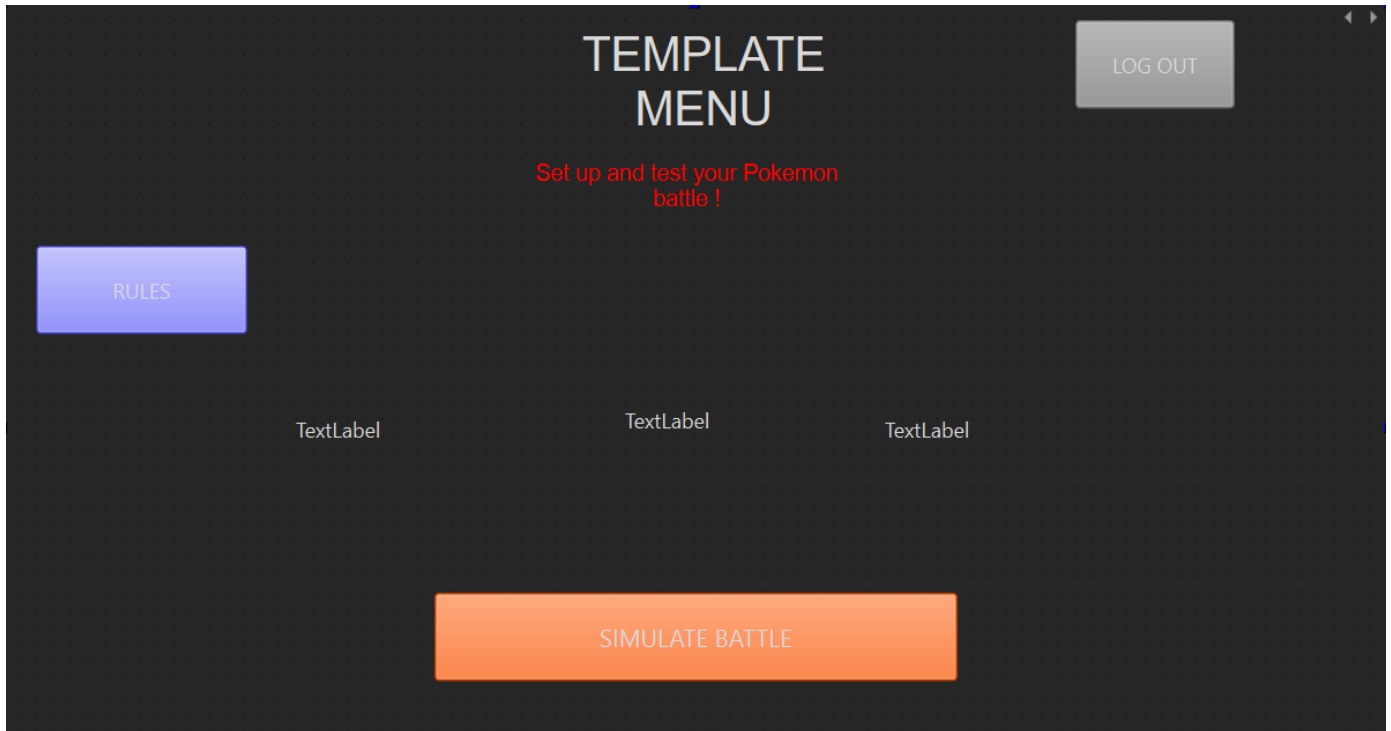 TEMPLATE
MENU
LOG OUT
Set up and test your Pokemon
battle !
RULES
TextLabel
TextLabel
TextLabel
SIMULATE BATTLE